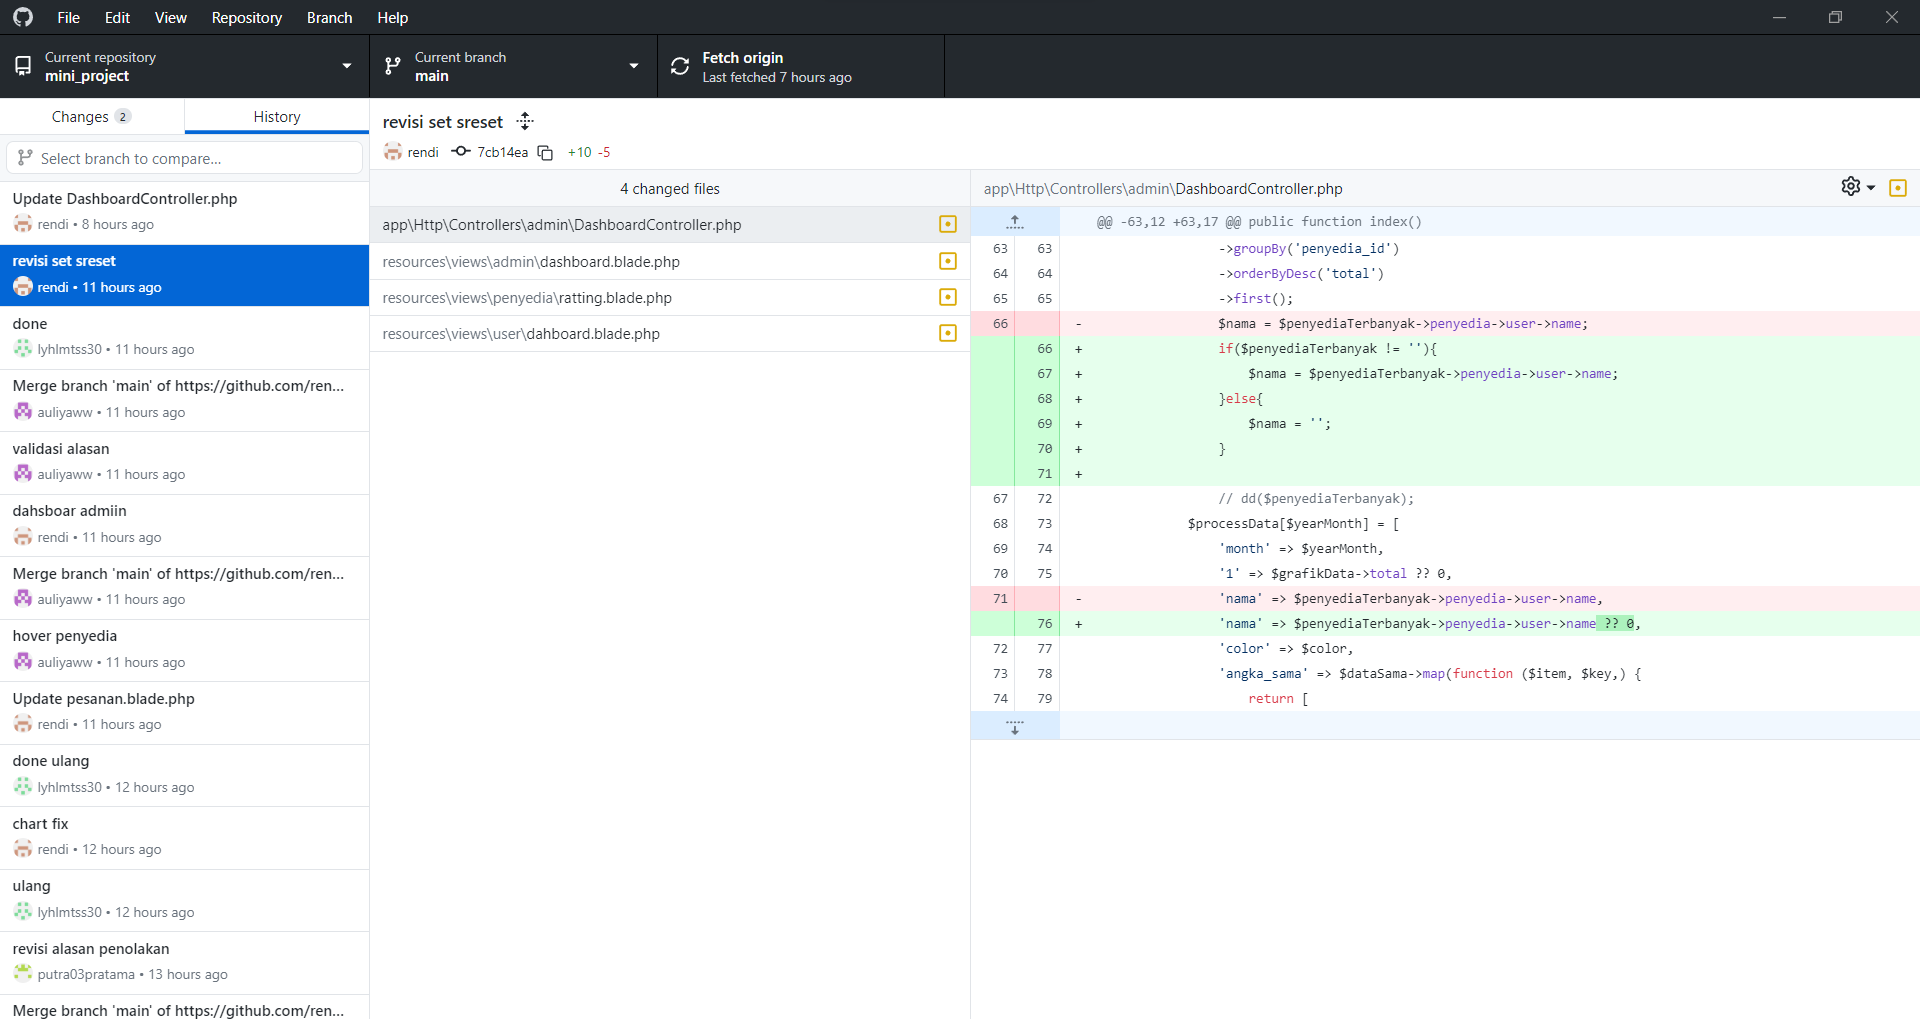 File Edit View Repository Branch Help
Current repository
mini_project
Current branch
main
Fetch origin
Last fetched 7 hours ago
Changes 2
History
Select branch to compare...
Update DashboardController.php
rendi • 8 hours ago
revisi set sreset
rendi • 11 hours ago
done
lyhlmtss30 • 11 hours ago
Merge branch 'main' of https://github.com/ren...
auliyaww • 11 hours ago
validasi alasan
auliyaww • 11 hours ago
dahsboar admiin
rendi • 11 hours ago
Merge branch 'main' of https://github.com/ren...
auliyaww • 11 hours ago
hover penyedia
auliyaww • 11 hours ago
Update pesanan.blade.php
rendi • 11 hours ago
done ulang
lyhlmtss30 • 12 hours ago
chart fix
rendi • 12 hours ago
ulang
lyhlmtss30 • 12 hours ago
revisi alasan penolakan
putra03pratama • 13 hours ago
Merge branch 'main' of https://github.com/ren...
revisi set sreset
rendi 7cb14ea +10 -5
4 changed files
app\Http\Controllers\admin\DashboardController.php
resources\views\admin\dashboard.blade.php
resources\views\penyedia\ratting.blade.php
resources\views\user\dahboard.blade.php
app\Http\Controllers\admin\DashboardController.php
@@ -63,12 +63,17 @@ public function index()
63 63 ->groupBy('penyedia_id')
64 64 ->orderByDesc('total')
65 65 ->first();
66 - $nama = $penyediaTerbanyak->penyedia->user->name;
66 + if($penyediaTerbanyak != ''){
67 + $nama = $penyediaTerbanyak->penyedia->user->name;
68 + }else{
69 + $nama = '';
70 + }
71 +
67 72 // dd($penyediaTerbanyak);
68 73 $processData[$yearMonth] = [
69 74 'month' => $yearMonth,
70 75 '1' => $grafikData->total ?? 0,
71 - 'nama' => $penyediaTerbanyak->penyedia->user->name,
76 + 'nama' => $penyediaTerbanyak->penyedia->user->name ?? 0,
72 77 'color' => $color,
73 78 'angka_sama' => $dataSama->map(function ($item, $key,) {
74 79 return [